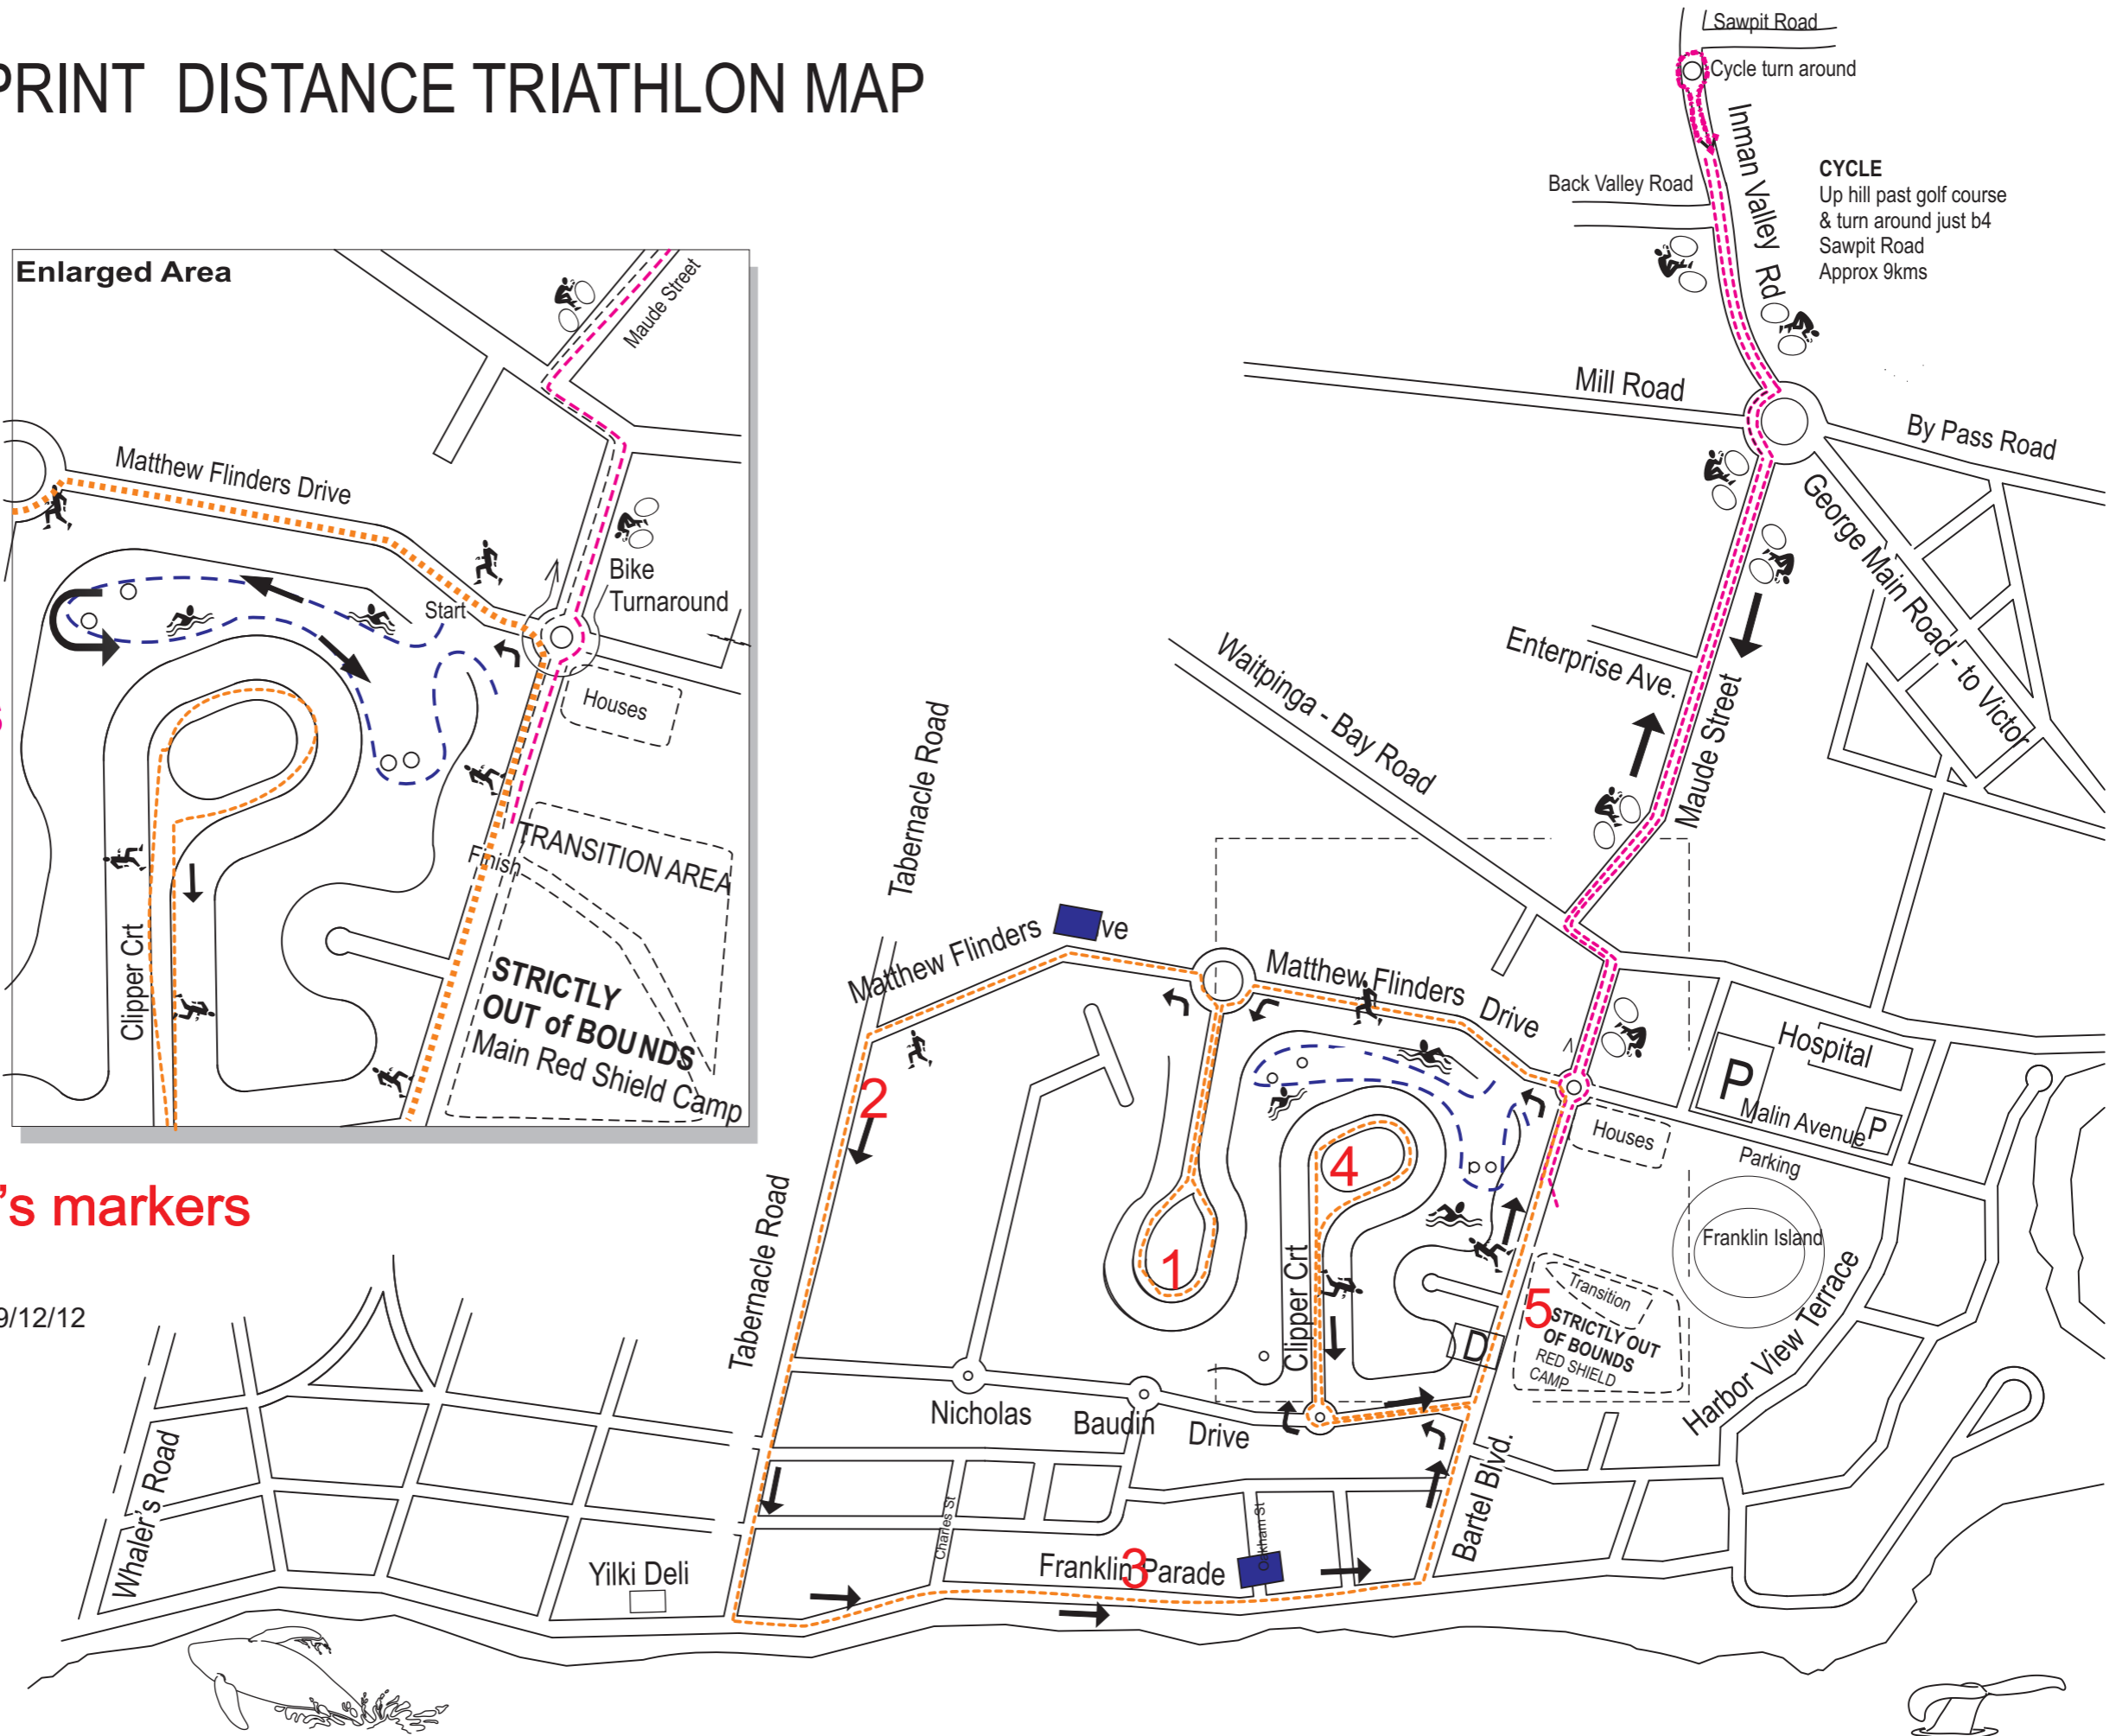 PRINT DISTANCE TRIATHLON MAP
Sawpit Road
Cycle turn around
Inman Valley Rd
Back Valley Road
CYCLE
Up hill past golf course
& turn around just b4
Sawpit Road
Approx 9kms
Mill Road
By Pass Road
George Main Road - to Victor
Enterprise Ave.
Maude Street
Waitpinga - Bay Road
Enlarged Area
Maude Street
Matthew Flinders Drive
Bike
Turnaround
Start
Houses
TRANSITION AREA
Finish
Clipper Crt
STRICTLY
OUT of BOUNDS
Main Red Shield Camp
's markers
9/12/12
Tabernacle Road
Matthew Flinders ve
Matthew Flinders Drive
Hospital
P
Malin Avenue
P
Parking
Houses
Franklin Island
Harbor View Terrace
Transition
STRICTLY OUT
OF BOUNDS
RED SHIELD
CAMP
1
2
3
4
5
D
Clipper Crt
Tabernacle Road
Nicholas Baudin Drive
Bartel Blvd.
Whaler's Road
Yilki Deli
Charles St
Franklin Parade
Oakham St